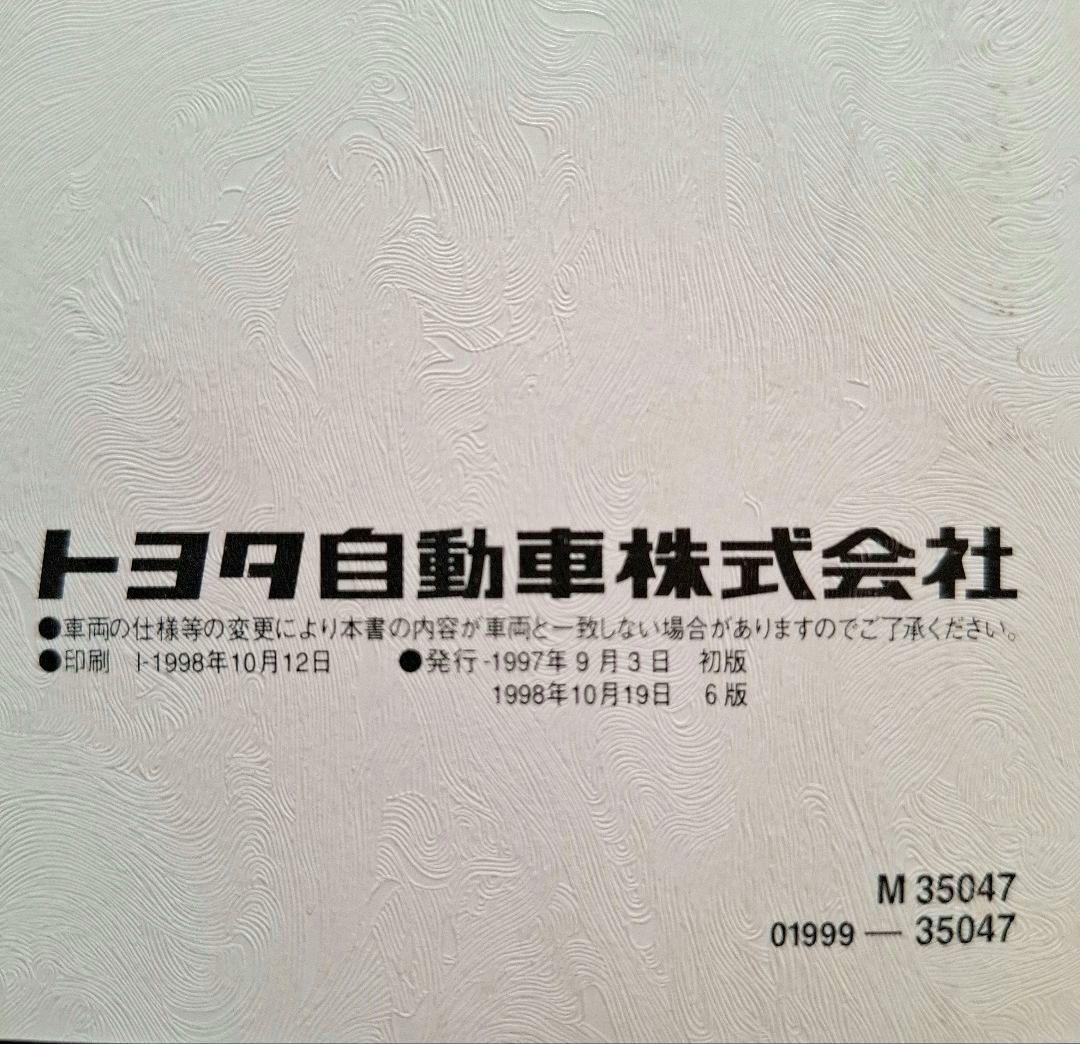 トヨタ自動車株式会社
●車両の仕様等の変更により本書の内容が車両と一致しない場合がありますのでご了承ください。
●印刷 I-1998年10月12日 ●発行-1997年9月3日 初版
1998年10月19日 6版
M 35047
01999 — 35047